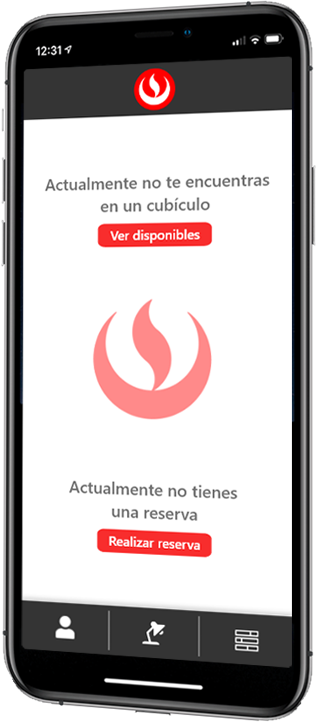 12:31
Actualmente no te encuentras
en un cubículo
Ver disponibles
Actualmente no tienes
una reserva
Realizar reserva